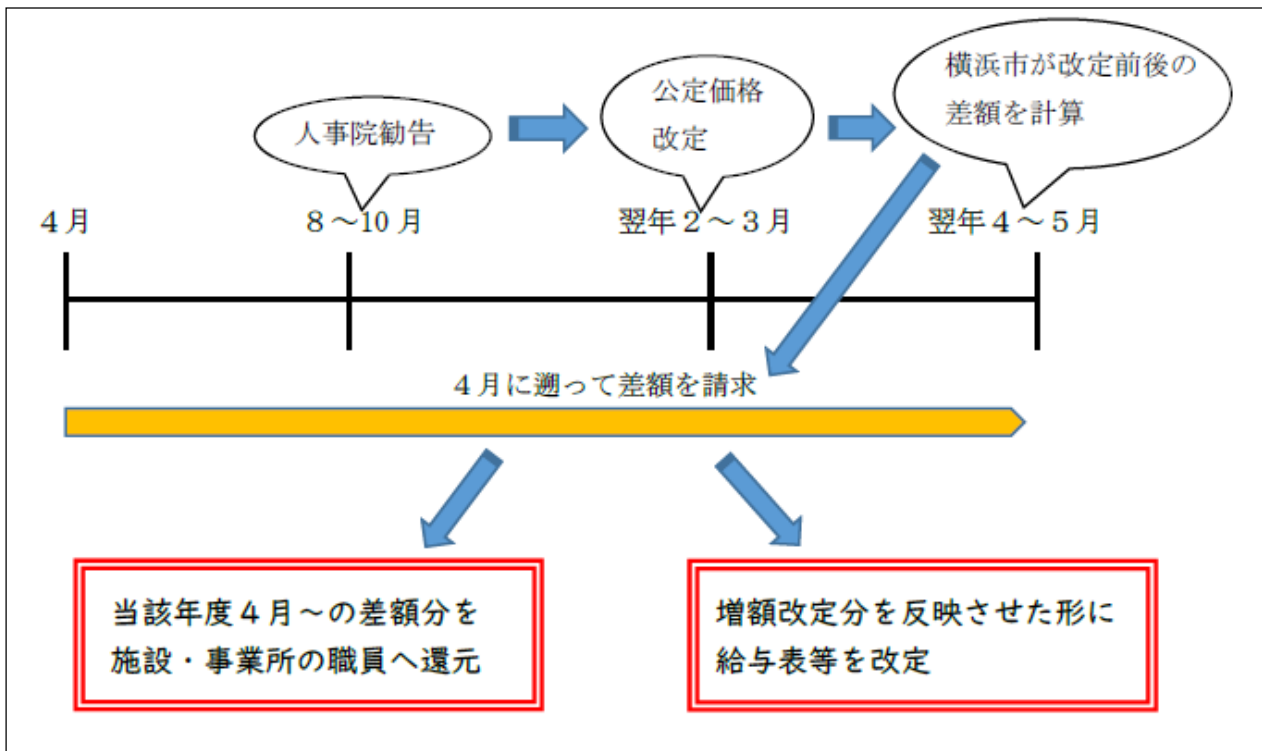 人事院勧告
公定価格
改定
横浜市が改定前後の
差額を計算
４月
８～10 月
翌年２～３月
翌年４～５月
４月に遡って差額を請求
当該年度４月～の差額分を
施設・事業所の職員へ還元
増額改定分を反映させた形に
給与表等を改定